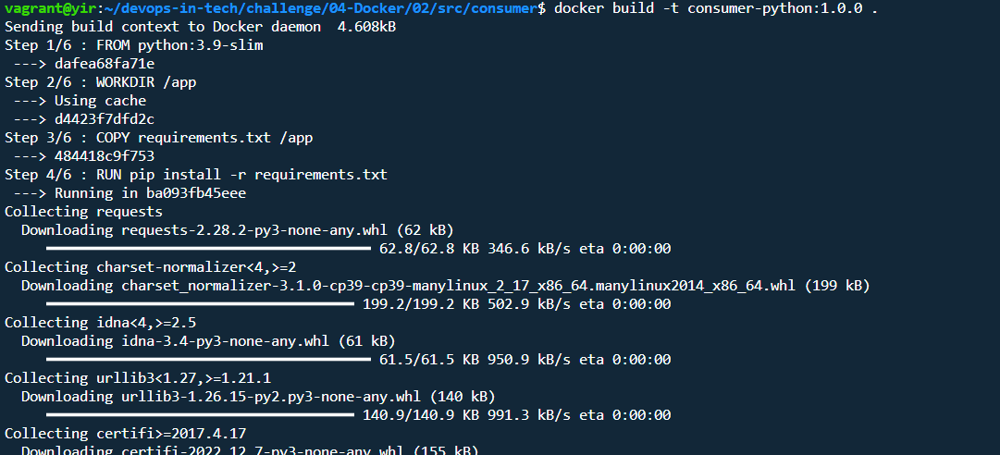 vagrant@yir:~/devops-in-tech/challenge/04-Docker/02/src/consumer$ docker build -t consumer-python:1.0.0 .
Sending build context to Docker daemon  4.608kB
Step 1/6 : FROM python:3.9-slim
 ---> dafea68fa71e
Step 2/6 : WORKDIR /app
 ---> Using cache
 ---> d4423f7dfd2c
Step 3/6 : COPY requirements.txt /app
 ---> 484418c9f753
Step 4/6 : RUN pip install -r requirements.txt
 ---> Running in ba093fb45eee
Collecting requests
  Downloading requests-2.28.2-py3-none-any.whl (62 kB)
62.8/62.8 KB 346.6 kB/s eta 0:00:00
Collecting charset-normalizer<4,>=2
  Downloading charset_normalizer-3.1.0-cp39-cp39-manylinux_2_17_x86_64.manylinux2014_x86_64.whl (199 kB)
199.2/199.2 KB 502.9 kB/s eta 0:00:00
Collecting idna<4,>=2.5
  Downloading idna-3.4-py3-none-any.whl (61 kB)
61.5/61.5 KB 950.9 kB/s eta 0:00:00
Collecting urllib3<1.27,>=1.21.1
  Downloading urllib3-1.26.15-py2.py3-none-any.whl (140 kB)
140.9/140.9 KB 991.3 kB/s eta 0:00:00
Collecting certifi>=2017.4.17
  Downloading certifi-2022.12.7-py3-none-any.whl (155 kB)